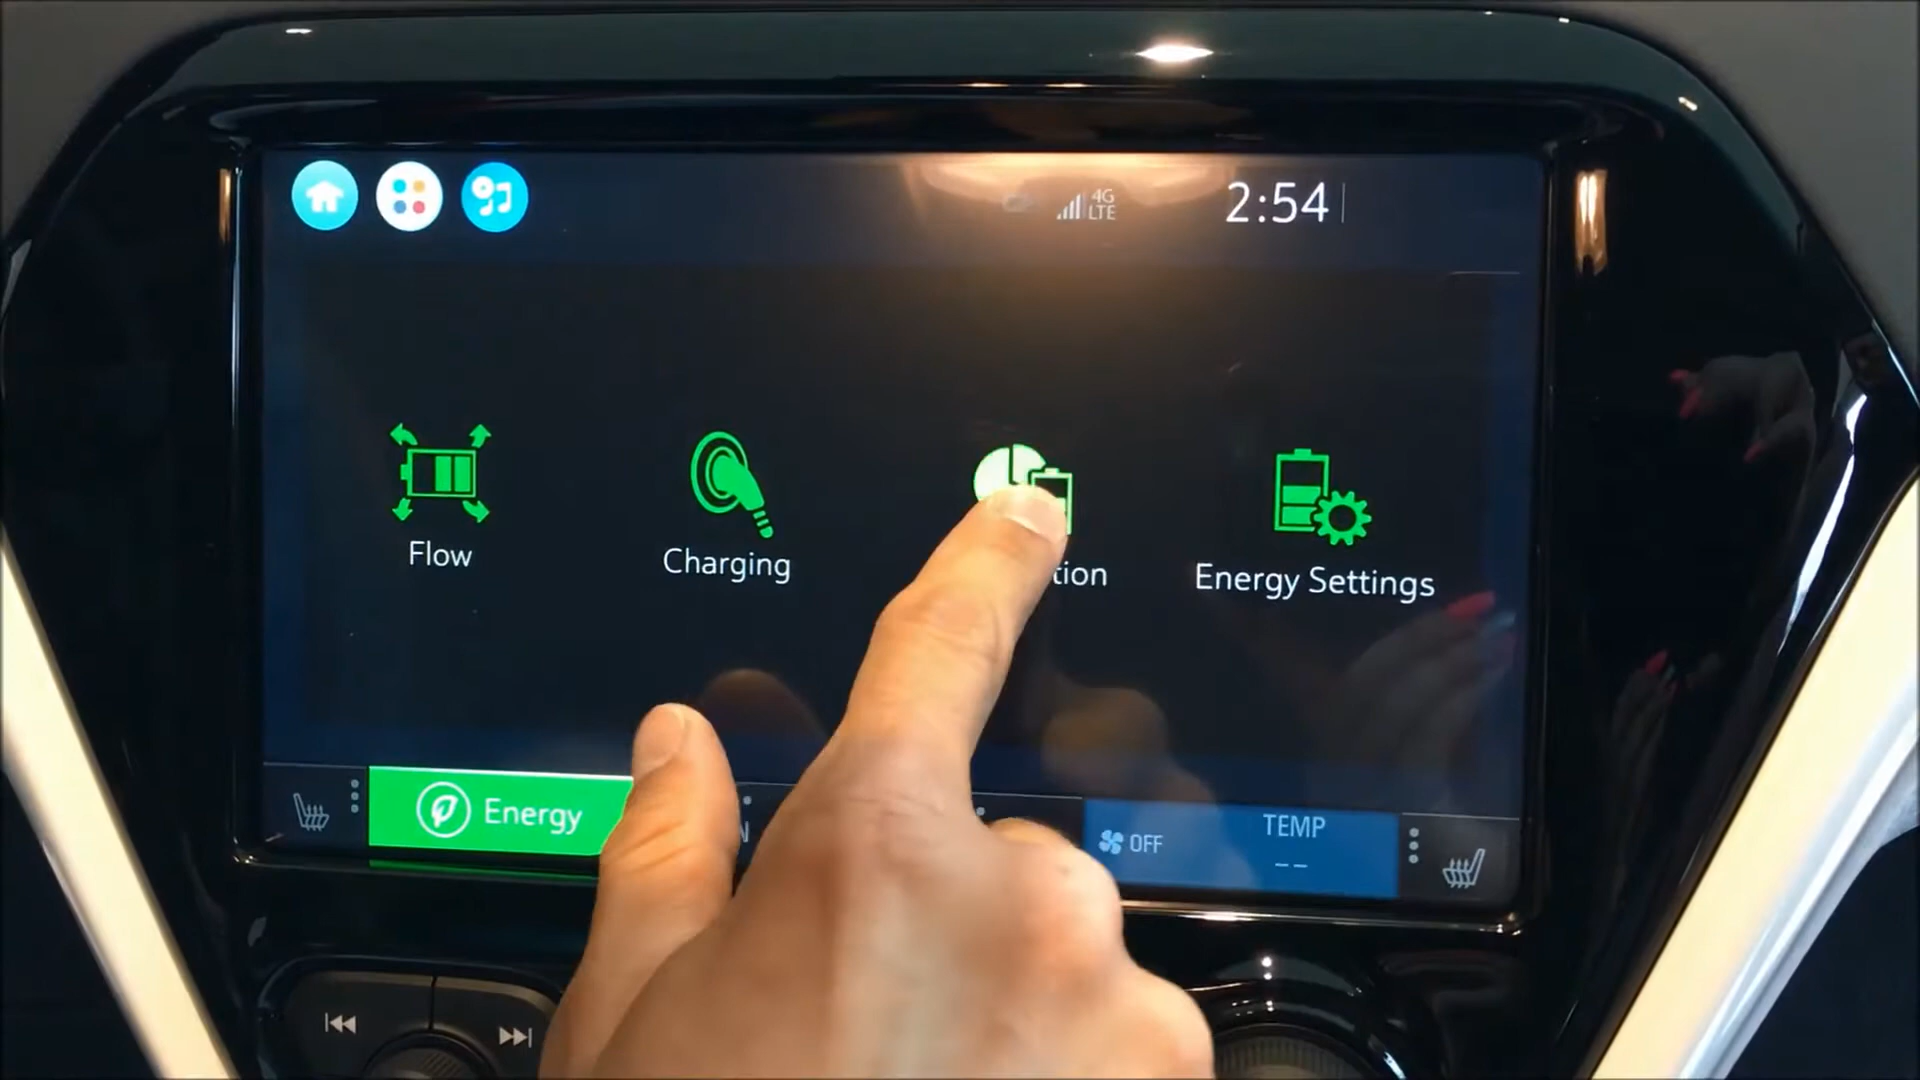 4G
LTE
2:54
Flow
Charging
tion
Energy Settings
Energy
N
OFF
TEMP
--